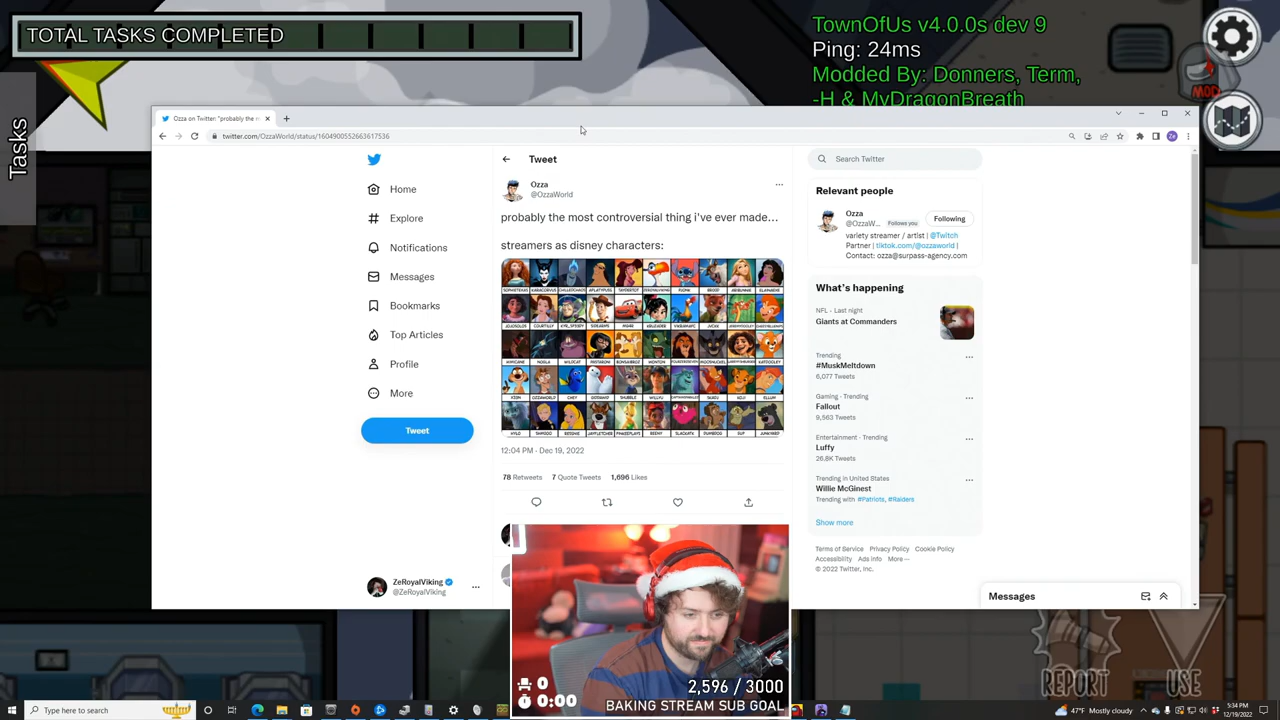 TOTAL TASKS COMPLETED
TownOfUs v4.0.0s dev 9
Ping: 24ms
Modded By: Donners, Term,
-H & MyDragonBreath
MOD
Tasks
Ozza on Twitter: "probably the m
twitter.com/OzzaWorld/status/1604900552663617536
Ze
Home
Explore
Notifications
Messages
Bookmarks
Top Articles
Profile
More
Tweet
ZeRoyalViking
@ZeRoyalViking
Tweet
Ozza
@OzzaWorld
probably the most controversial thing i've ever made...
streamers as disney characters:
12:04 PM · Dec 19, 2022
78 Retweets 7 Quote Tweets 1,696 Likes
Search Twitter
Relevant people
Ozza
@OzzaW... Follows you
Following
variety streamer / artist | @Twitch
Partner | tiktok.com/@ozzaworld |
Contact: ozza@surpass-agency.com
What's happening
NFL · Last night
Giants at Commanders
Trending
#MuskMeltdown
6,077 Tweets
Gaming · Trending
Fallout
9,563 Tweets
Entertainment · Trending
Luffy
26.8K Tweets
Trending in United States
Willie McGinest
Trending with #Patriots, #Raiders
Show more
Terms of Service Privacy Policy Cookie Policy
Accessibility Ads info More ···
© 2022 Twitter, Inc.
Messages
0
0:00
2,596 / 3000
BAKING STREAM SUB GOAL
REPORT
USE
Type here to search
47°F Mostly cloudy
5:34 PM
12/19/2022